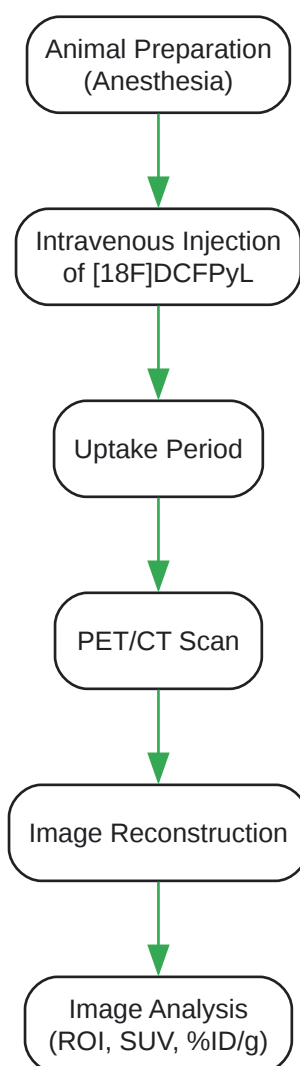 Animal Preparation
(Anesthesia)
Intravenous Injection
of [18F]DCFPyL
Uptake Period
PET/CT Scan
Image Reconstruction
Image Analysis
(ROI, SUV, %ID/g)